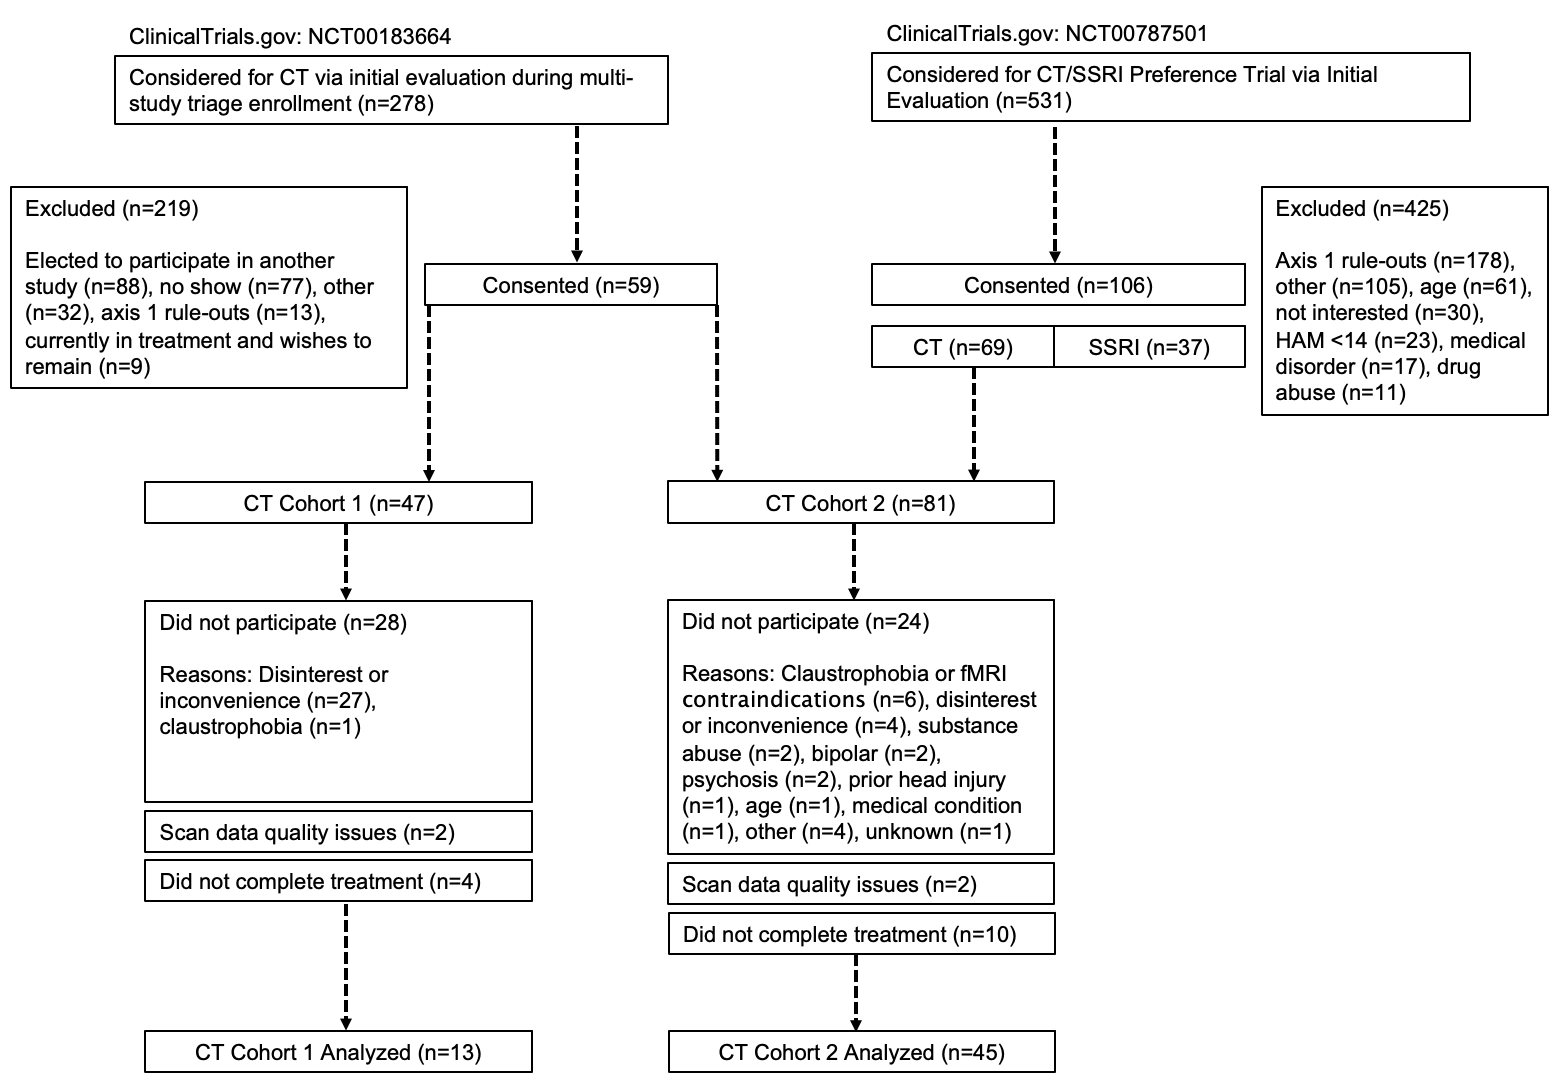 ClinicalTrials.gov: NCT00183664
Considered for CT via initial evaluation during multi-
study triage enrollment (n=278)
ClinicalTrials.gov: NCT00787501
Considered for CT/SSRI Preference Trial via Initial
Evaluation (n=531)
Excluded (n=219)
Elected to participate in another
study (n=88), no show (n=77), other
(n=32), axis 1 rule-outs (n=13),
currently in treatment and wishes to
remain (n=9)
Consented (n=59)
Consented (n=106)
CT (n=69)
SSRI (n=37)
Excluded (n=425)
Axis 1 rule-outs (n=178),
other (n=105), age (n=61),
not interested (n=30),
HAM <14 (n=23), medical
disorder (n=17), drug
abuse (n=11)
CT Cohort 1 (n=47)
CT Cohort 2 (n=81)
Did not participate (n=28)
Reasons: Disinterest or
inconvenience (n=27),
claustrophobia (n=1)
Scan data quality issues (n=2)
Did not complete treatment (n=4)
Did not participate (n=24)
Reasons: Claustrophobia or fMRI
contraindications (n=6), disinterest
or inconvenience (n=4), substance
abuse (n=2), bipolar (n=2),
psychosis (n=2), prior head injury
(n=1), age (n=1), medical condition
(n=1), other (n=4), unknown (n=1)
Scan data quality issues (n=2)
Did not complete treatment (n=10)
CT Cohort 1 Analyzed (n=13)
CT Cohort 2 Analyzed (n=45)